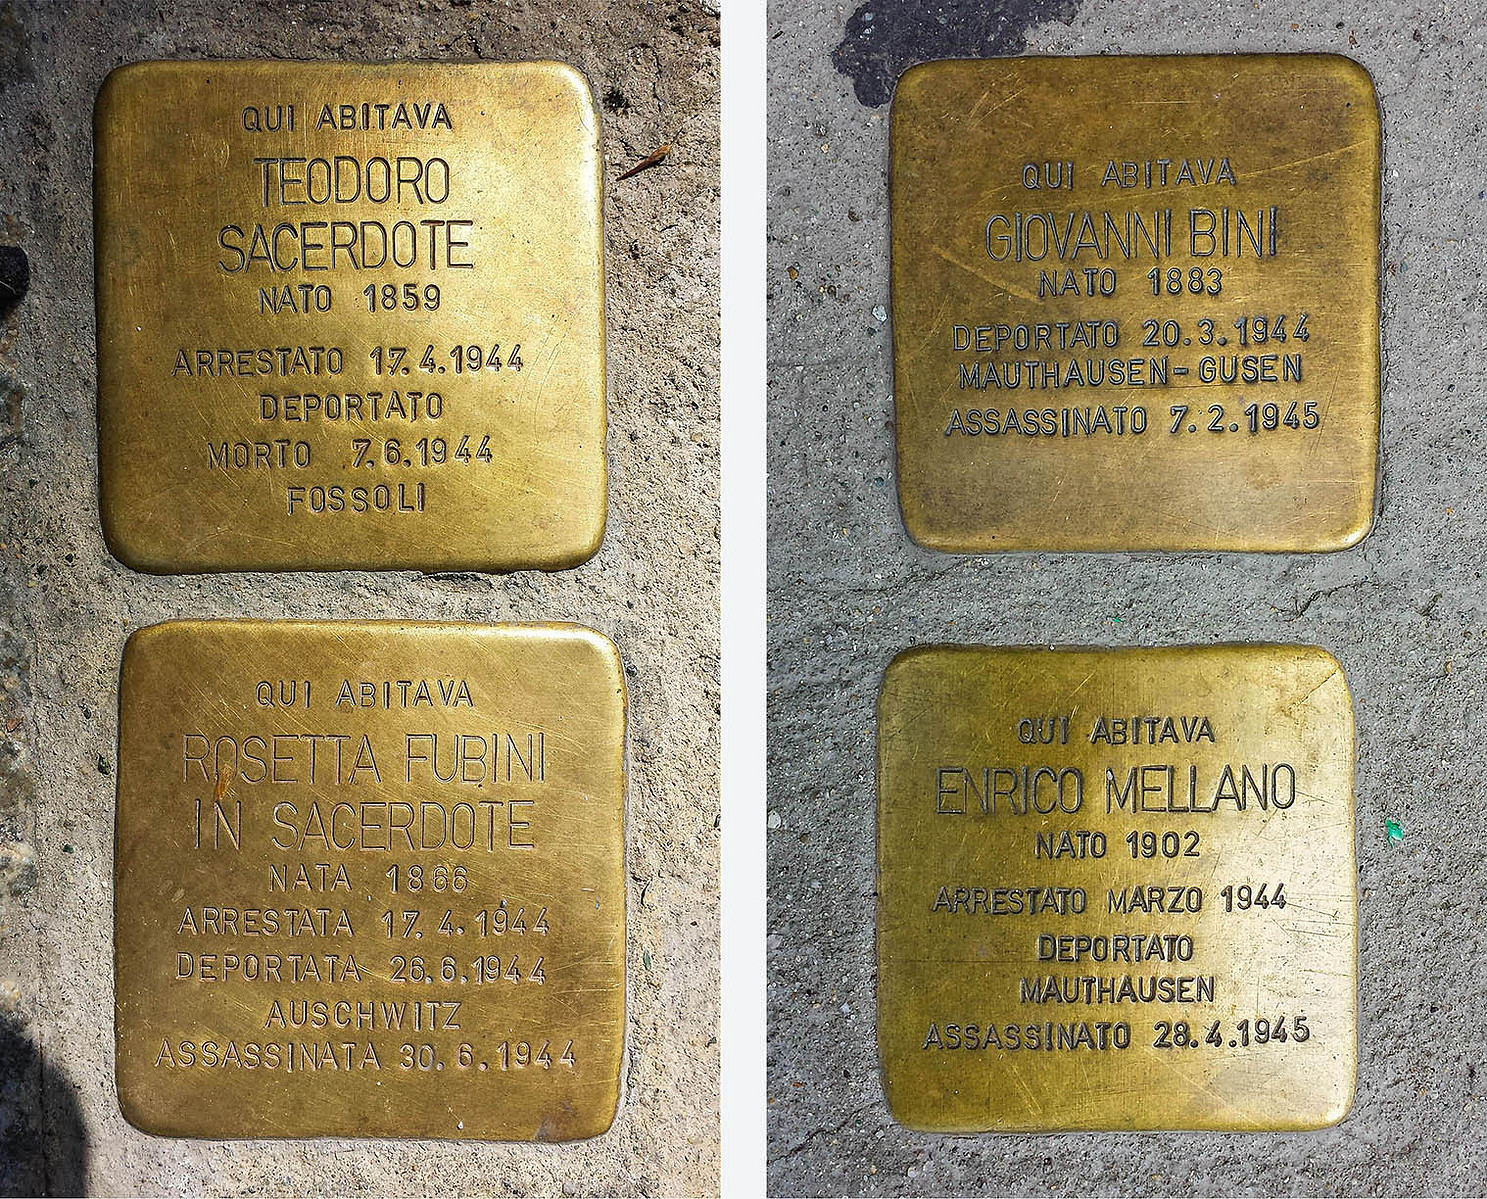 QUI ABITAVA
TEODORO
SACERDOTE
NATO 1859
ARRESTATO 17.4.1944
DEPORTATO
MORTO 7.6.1944
FOSSOLI
QUI ABITAVA
ROSETTA FUBINI
IN SACERDOTE
NATA 1866
ARRESTATA 17.4.1944
DEPORTATA 26.6.1944
AUSCHWITZ
ASSASSINATA 30.6.1944
QUI ABITAVA
GIOVANNI BINI
NATO 1883
DEPORTATO 20.3.1944
MAUTHAUSEN-GUSEN
ASSASSINATO 7.2.1945
QUI ABITAVA
ENRICO MELLANO
NATO 1902
ARRESTATO MARZO 1944
DEPORTATO
MAUTHAUSEN
ASSASSINATO 28.4.1945